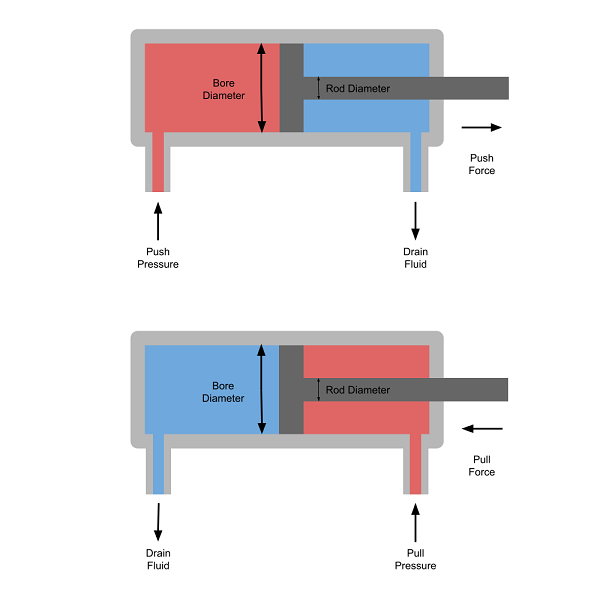 Bore
Diameter
Rod Diameter
Push
Force
Push
Pressure
Drain
Fluid
Bore
Diameter
Rod Diameter
Pull
Force
Drain
Fluid
Pull
Pressure